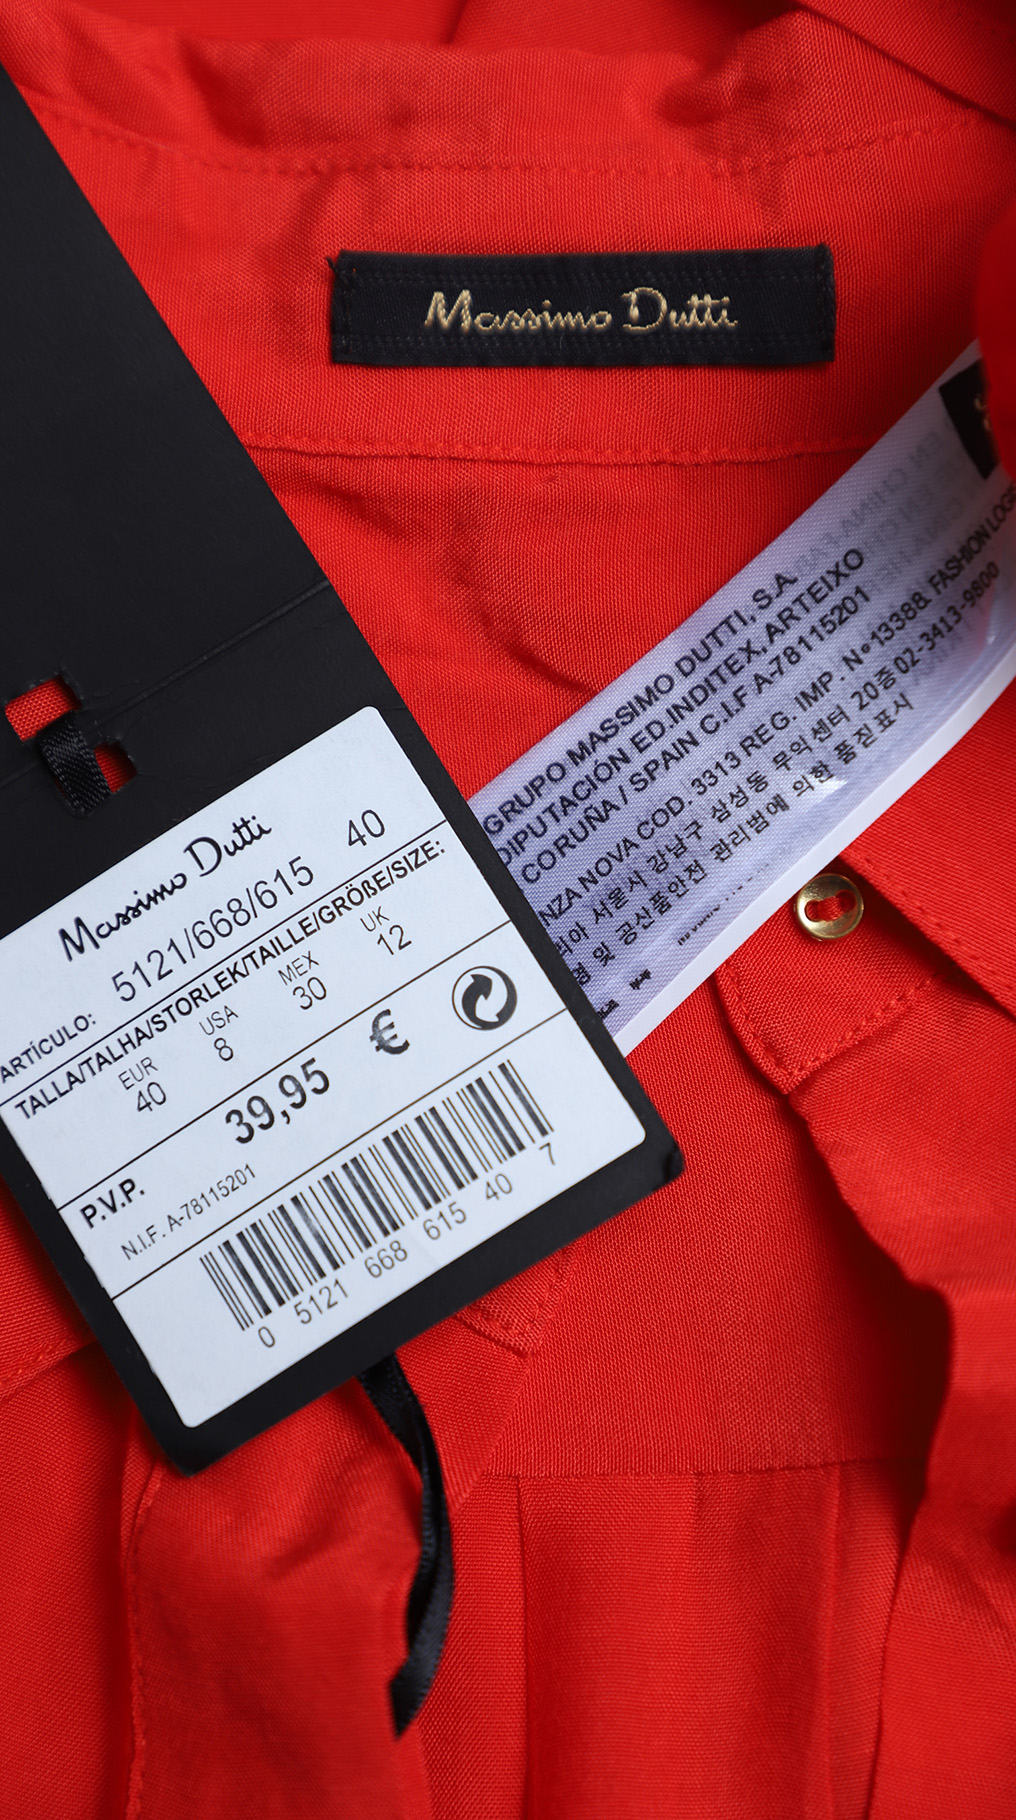 Massimo Dutti
GRUPO MASSIMO DUTTI, S.A.
DIPUTACIÓN ED.INDITEX, ARTEIXO
CORUÑA / SPAIN C.I.F A-78115201
NOVA COD. 3313 REG. IMP. Nº 1338& FASHION
서울시 강남구 삼성동 무역센터 20층 02-3413-9800
및 공산품안전 관리법에 의한 품질표시
Massimo Dutti
ARTÍCULO: 5121/668/615 40
TALLA/TALHA/STORLEK/TAILLE/GRÖßE/SIZE:
EUR USA MEX UK
40 8 30 12
P.V.P. 39,95 €
N.I.F. A-78115201
0 5121 668 615 40 7